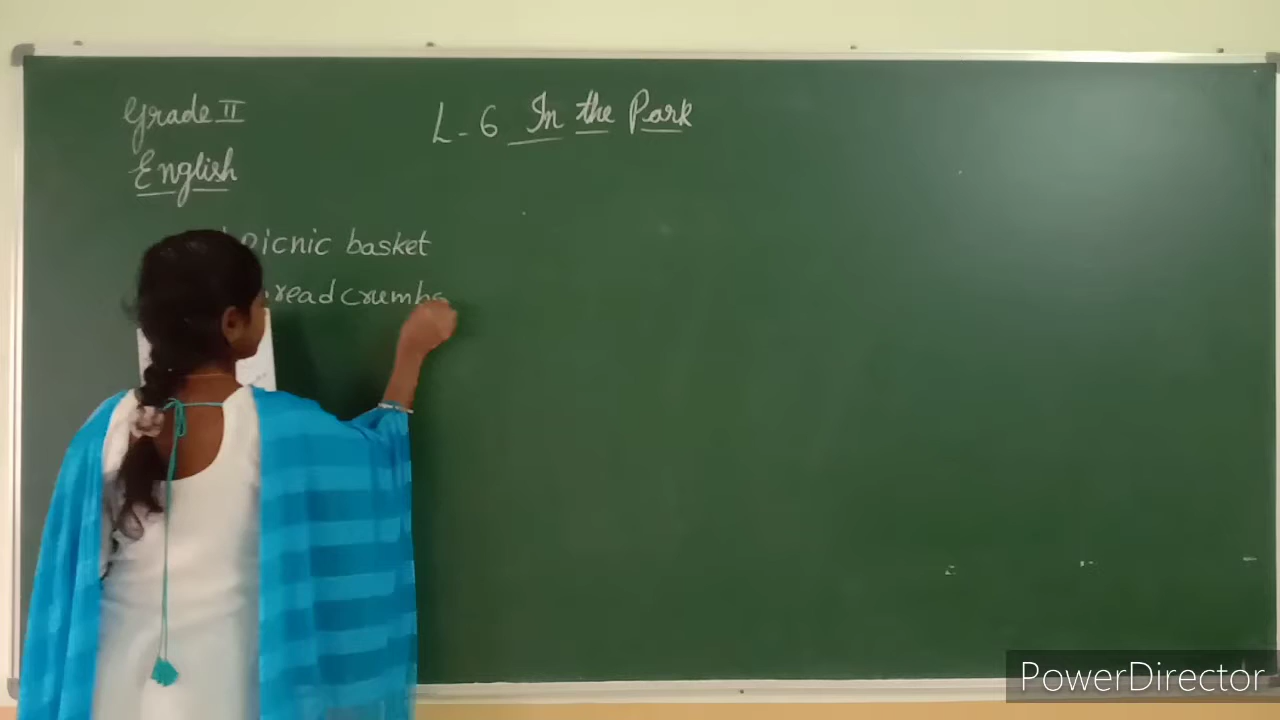 Grade II
L-6 In the Park
English
picnic basket
bread crumbs
PowerDirector